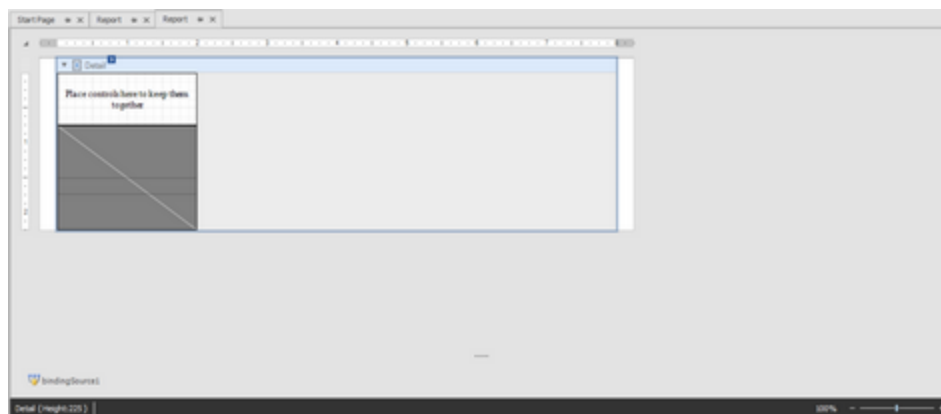 Start Page
Report
Report
Detail
Place controls here to keep them
together
bindingSource1
Detail { Height:225 }
100%